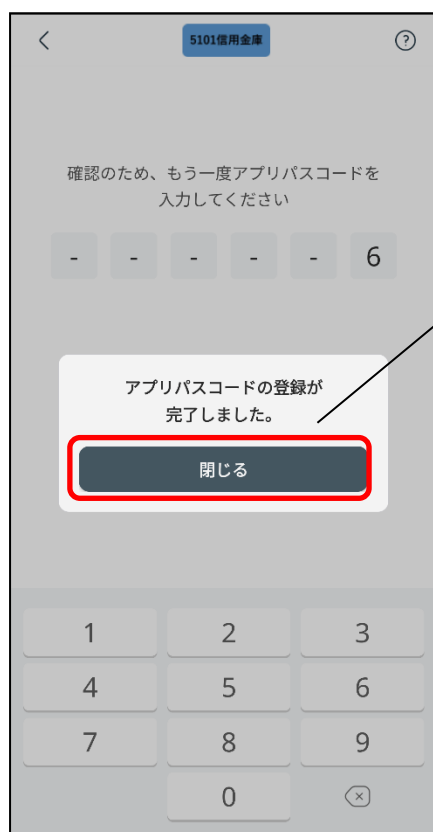 5101信用金庫
?
確認のため、もう一度アプリパスコードを
入力してください
- - - - - 6
アプリパスコードの登録が
完了しました。
閉じる
1 2 3
4 5 6
7 8 9
0